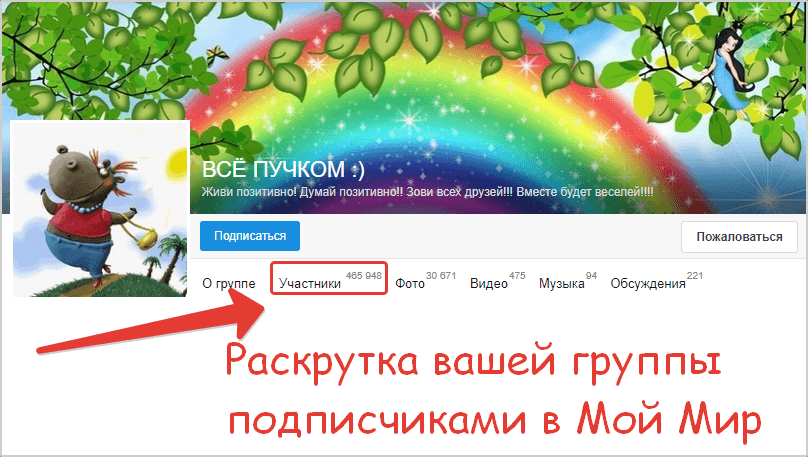 ВСЁ ПУЧКОМ :)
Живи позитивно! Думай позитивно!! Зови всех друзей!!! Вместе будет веселей!!!!
Подписаться
Пожаловаться
О группе Участники 465 948 Фото 30 671 Видео 475 Музыка 94 Обсуждения 221
Раскрутка вашей группы
подписчиками в Мой Мир